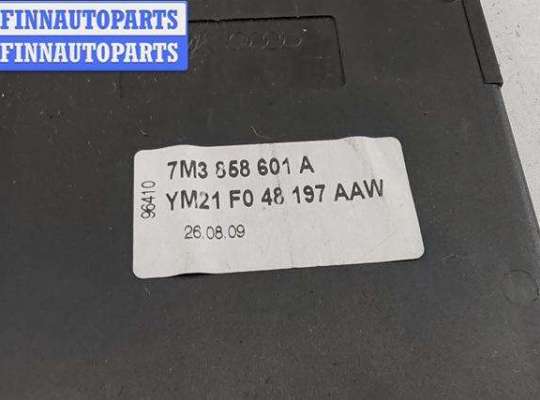 FINNAUTOPARTS
FINNAUTOPARTS
7M3 858 601 A
YM21 F0 48 197 AAW
96410
26.08.09